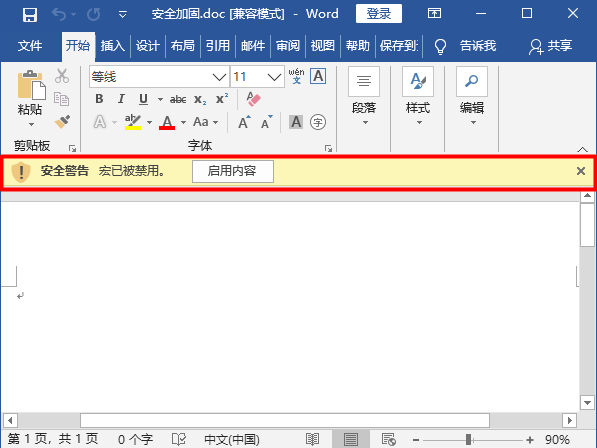 安全加固.doc [兼容模式] - Word 登录
文件 开始 插入 设计 布局 引用 邮件 审阅 视图 帮助 保存到 告诉我 共享
等线 11 wén 文 A
粘贴 B I U abc x₂ x² 段落 样式 编辑
A aby A Aa A A A 字
剪贴板 字体
安全警告 宏已被禁用。 启用内容
第 1 页，共 1 页 0 个字 中文(中国) 90%